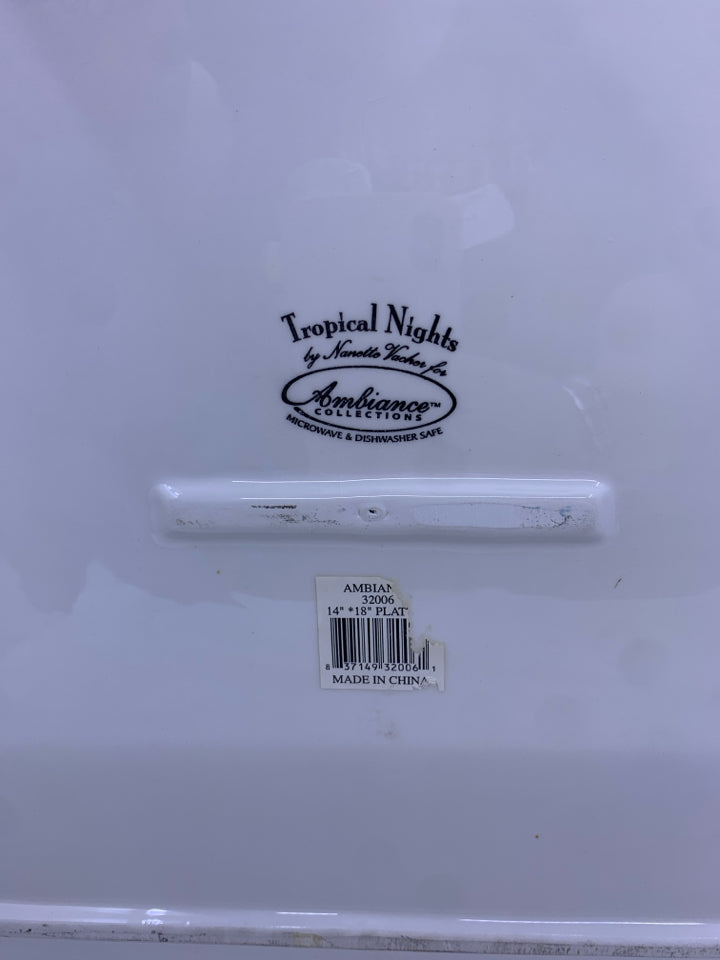 Tropical Nights
by Nanette Vacher for
Ambiance™
COLLECTIONS
MICROWAVE & DISHWASHER SAFE
AMBIAN
32006
14" *18" PLAT
8 37149 32006 1
MADE IN CHINA